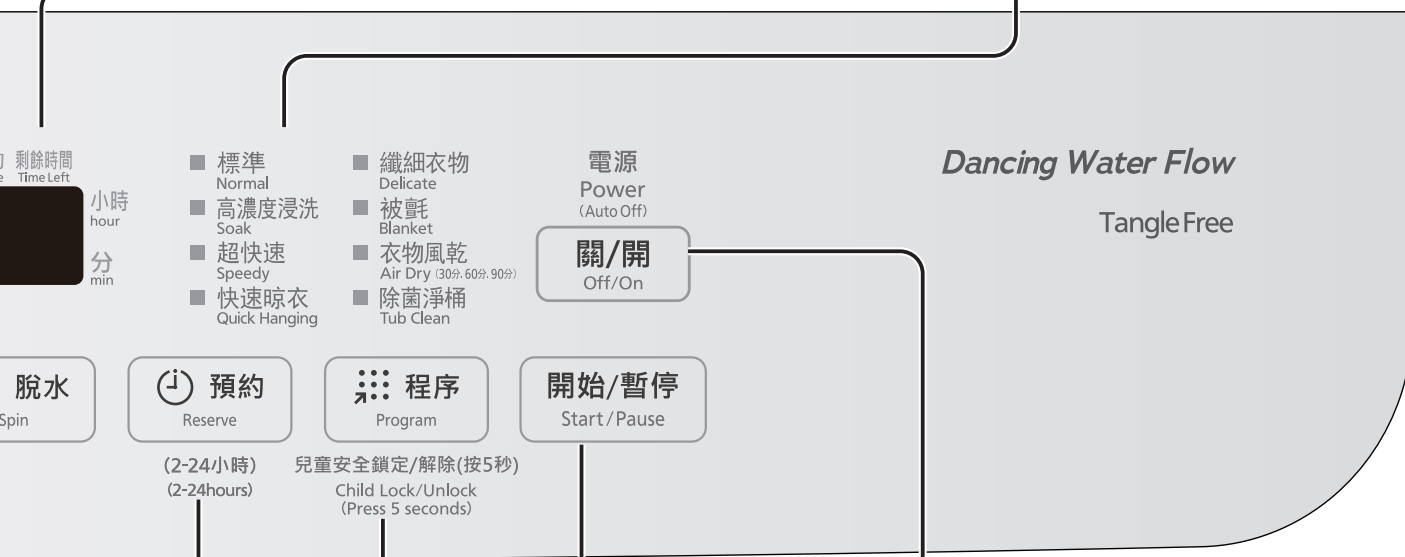 剩餘時間
Time Left
小時
hour
分
min
標準
Normal
高濃度浸洗
Soak
超快速
Speedy
快速晾衣
Quick Hanging
纖細衣物
Delicate
被氈
Blanket
衣物風乾
Air Dry (30分.60分.90分)
除菌淨桶
Tub Clean
電源
Power
(Auto Off)
關/開
Off/On
Dancing Water Flow
Tangle Free
脫水
Spin
預約
Reserve
(2-24小時)
(2-24hours)
程序
Program
兒童安全鎖定/解除(按5秒)
Child Lock/Unlock
(Press 5 seconds)
開始/暫停
Start/Pause